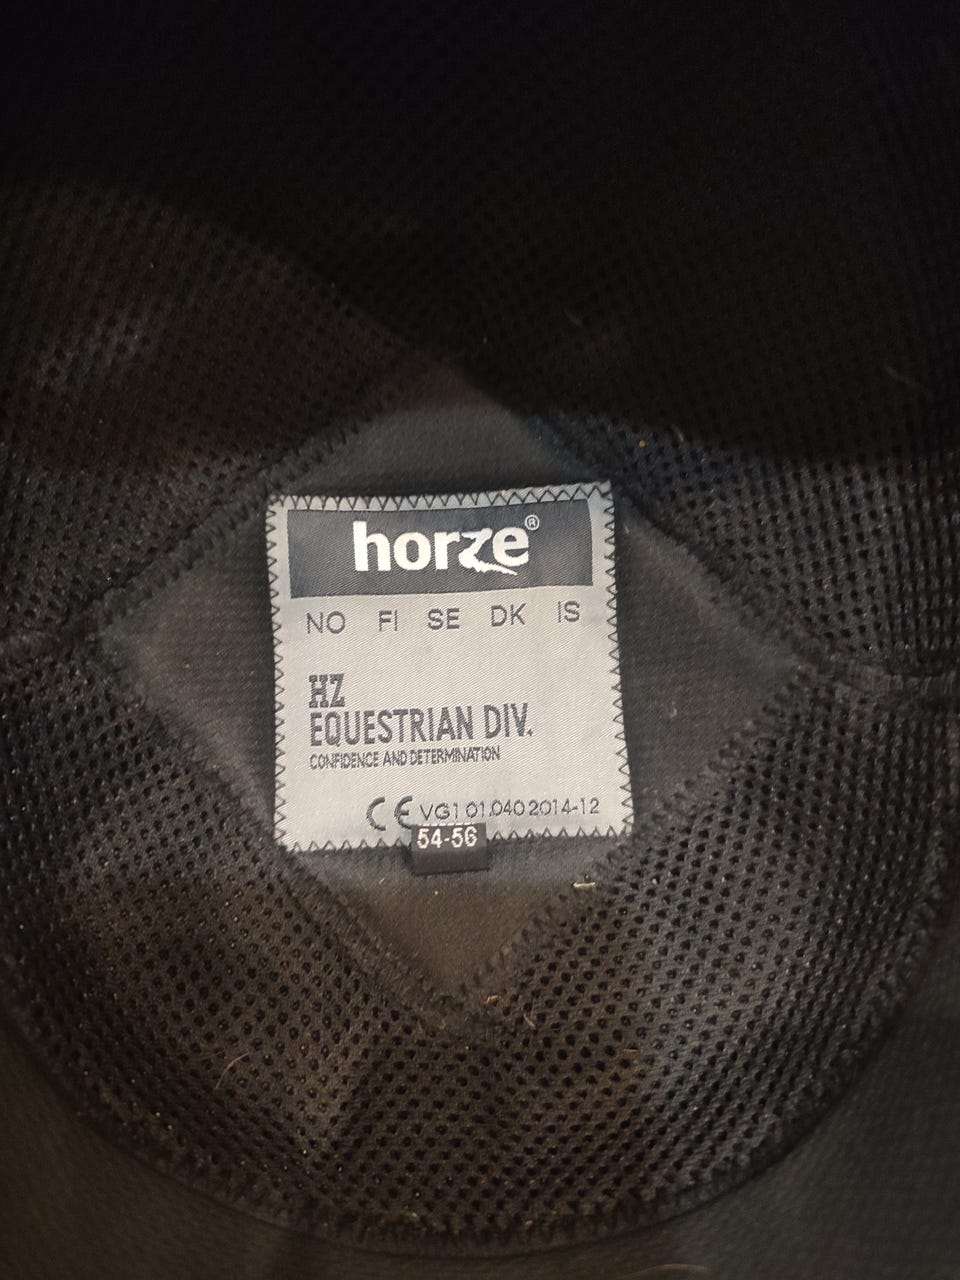 horze®
NO FI SE DK IS
HZ
EQUESTRIAN DIV.
CONFIDENCE AND DETERMINATION
CE VG1 01.040 2014-12
54-56